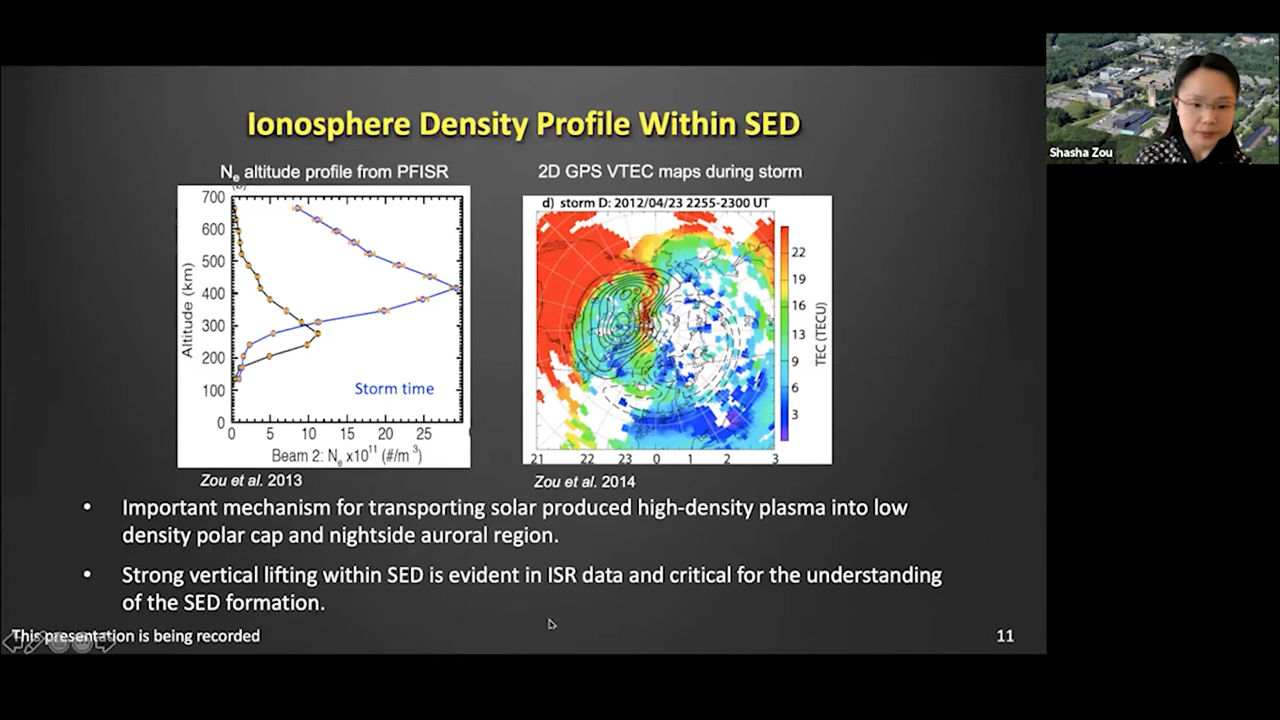 Ionosphere Density Profile Within SED
Shasha Zou
Ne altitude profile from PFISR
2D GPS VTEC maps during storm
d) storm D: 2012/04/23 2255-2300 UT
700
600
500
400
300
200
100
0
Altitude (km)
Storm time
0 5 10 15 20 25
Beam 2: Ne x10^11 (#/m^3)
22
19
16
13
9
6
3
TEC (TECU)
21 22 23 0 1 2 3
Zou et al. 2013
Zou et al. 2014
• Important mechanism for transporting solar produced high-density plasma into low
density polar cap and nightside auroral region.
• Strong vertical lifting within SED is evident in ISR data and critical for the understanding
of the SED formation.
This presentation is being recorded
11